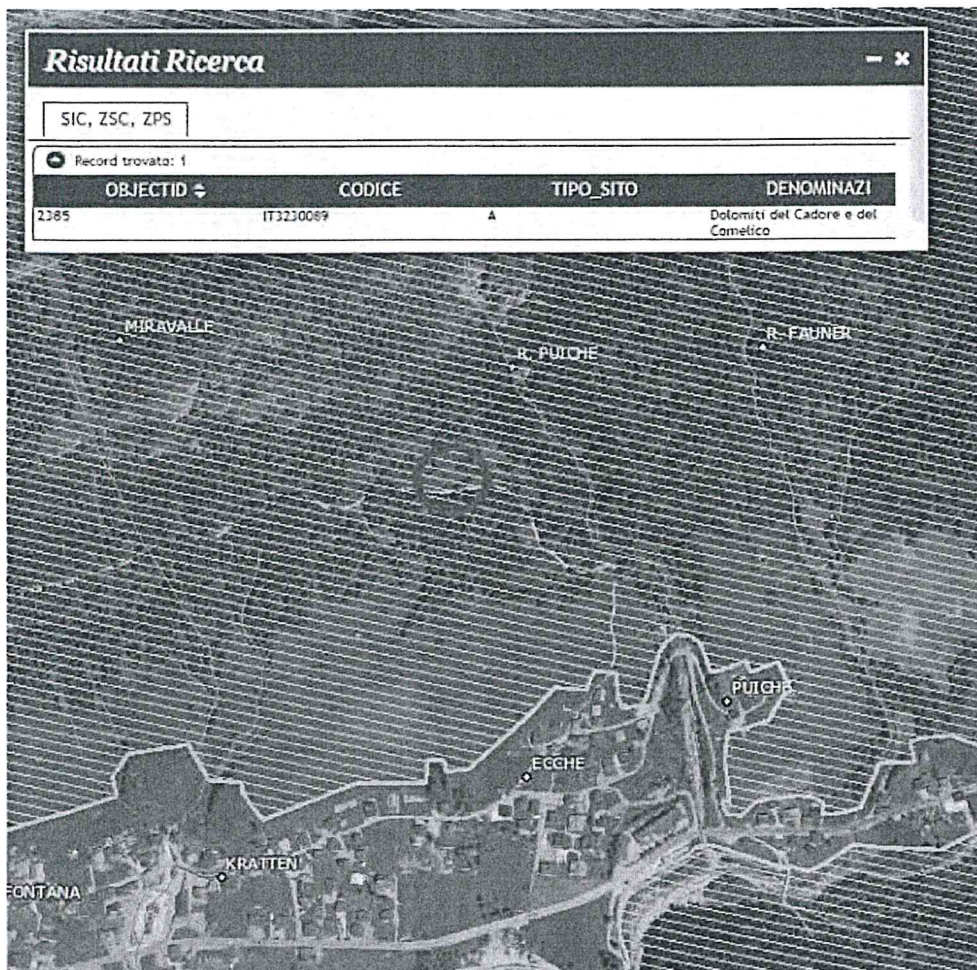 Risultati Ricerca
SIC, ZSC, ZPS
Record trovato: 1
OBJECTID CODICE TIPO_SITO DENOMINAZI
2385 IT3230089 A Dolomiti del Cadore e del
Comelico
MIRAVALLE
R. PUICHE
R. FAUNER
PUICHE
ECCHE
KRATTEN
FONTANA